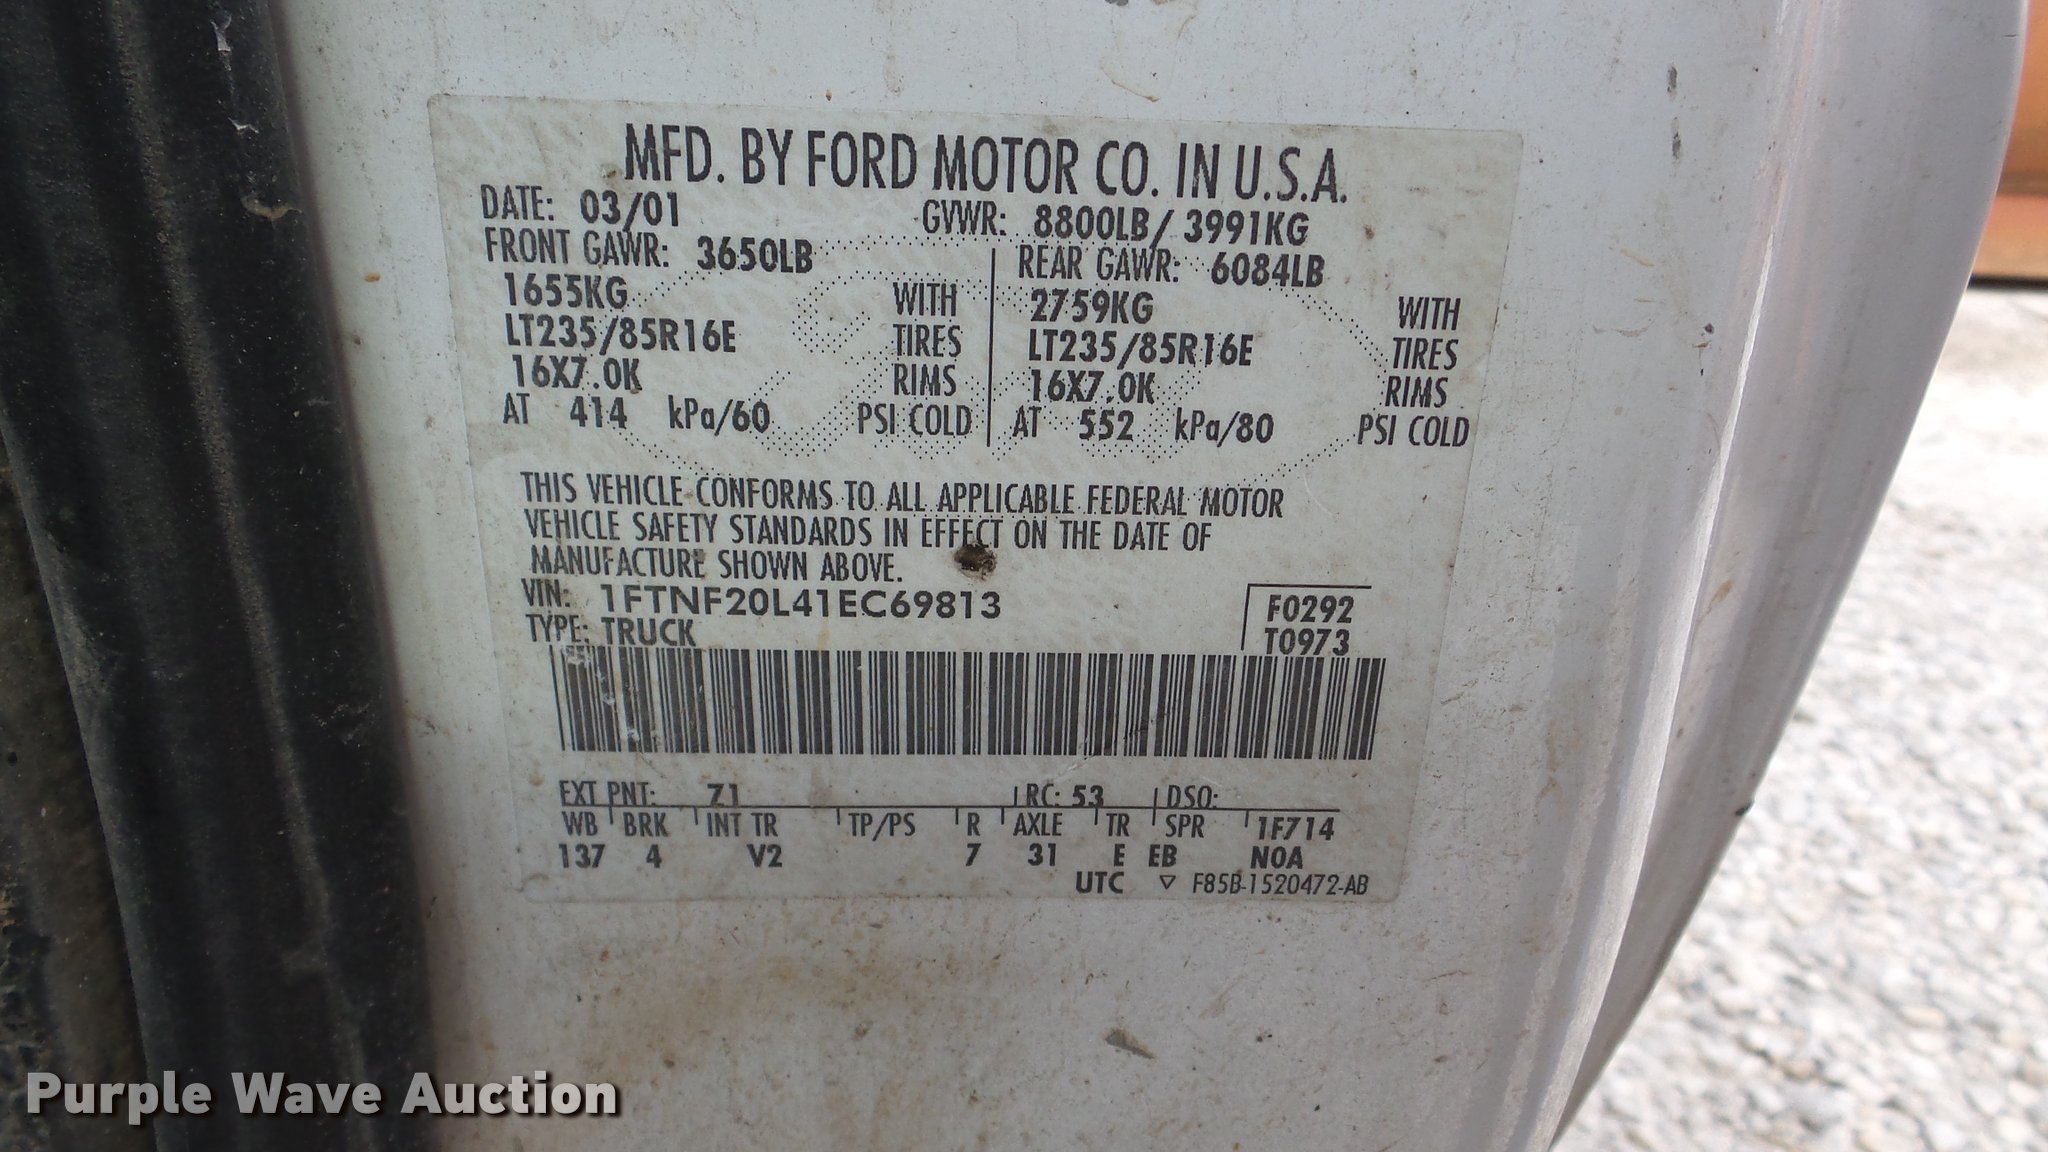 MFD. BY FORD MOTOR CO. IN U.S.A.
DATE: 03/01 GVWR: 8800LB/ 3991KG
FRONT GAWR: 3650LB REAR GAWR: 6084LB
1655KG WITH 2759KG WITH
LT235/85R16E TIRES LT235/85R16E TIRES
16X7.0K RIMS 16X7.0K RIMS
AT 414 kPa/60 PSI COLD AT 552 kPa/80 PSI COLD
THIS VEHICLE CONFORMS TO ALL APPLICABLE FEDERAL MOTOR
VEHICLE SAFETY STANDARDS IN EFFECT ON THE DATE OF
MANUFACTURE SHOWN ABOVE.
VIN: 1FTNF20L41EC69813 F0292
TYPE: TRUCK T0973
EXT PNT: Z1 RC: 53 DSO:
WB BRK INT TR TP/PS R AXLE TR SPR 1F714
137 4 V2 7 31 E EB N0A
UTC ▽ F85B-1520472-AB
Purple Wave Auction